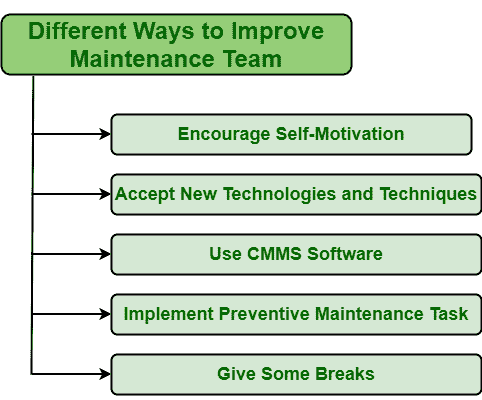 Different Ways to Improve
Maintenance Team
Encourage Self-Motivation
Accept New Technologies and Techniques
Use CMMS Software
Implement Preventive Maintenance Task
Give Some Breaks